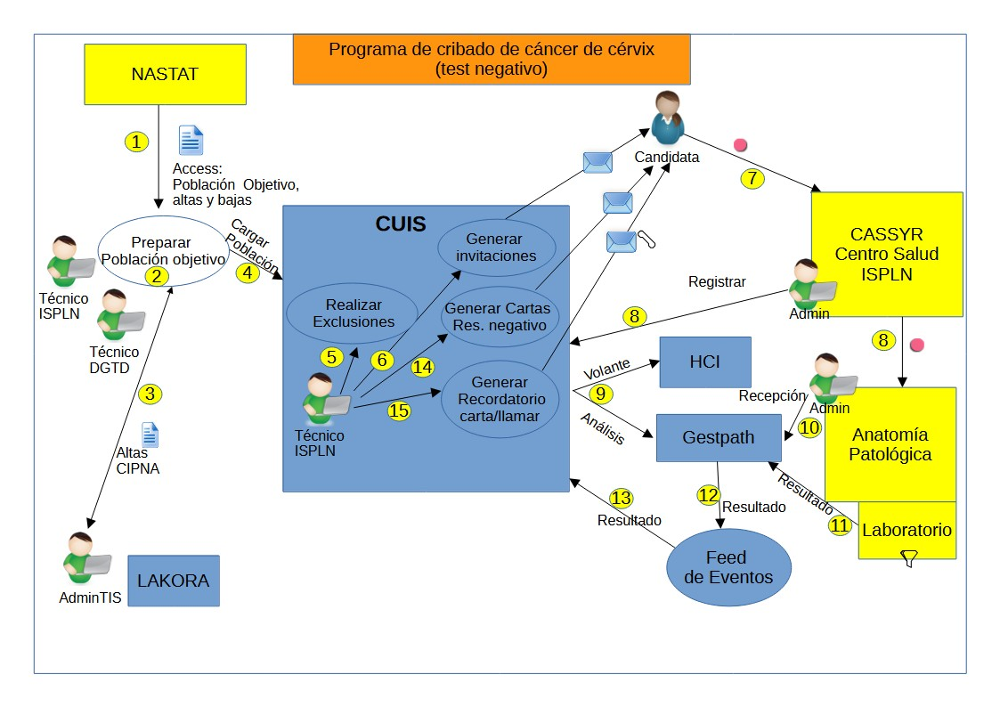 Programa de cribado de cáncer de cérvix
(test negativo)
NASTAT
1
Access:
Población Objetivo,
altas y bajas
Candidata
7
Preparar
Población objetivo
2
Cargar
Población
4
Técnico
ISPLN
Técnico
DGTD
3
Altas
CIPNA
AdminTIS
LAKORA
CUIS
Generar
invitaciones
Realizar
Exclusiones
Generar Cartas
Res. negativo
5
6
14
Generar
Recordatorio
carta/llamar
15
Técnico
ISPLN
CASSYR
Centro Salud
ISPLN
Registrar
Admin
8
8
Volante
9
Análisis
HCI
Recepción
Admin
10
Gestpath
Anatomía
Patológica
Resultado
11
Laboratorio
12
Resultado
13
Resultado
Feed
de Eventos